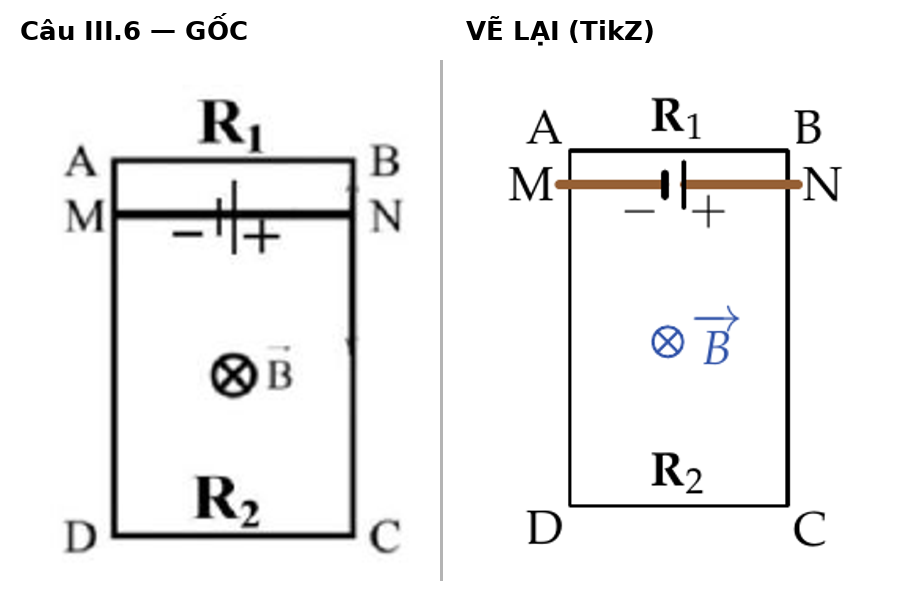 Câu III.6 — GỐC
R₁
A
B
M
N
− +
B⃗
R₂
D
C
VẼ LẠI (TikZ)
R₁
A
B
M
N
− +
B⃗
R₂
D
C